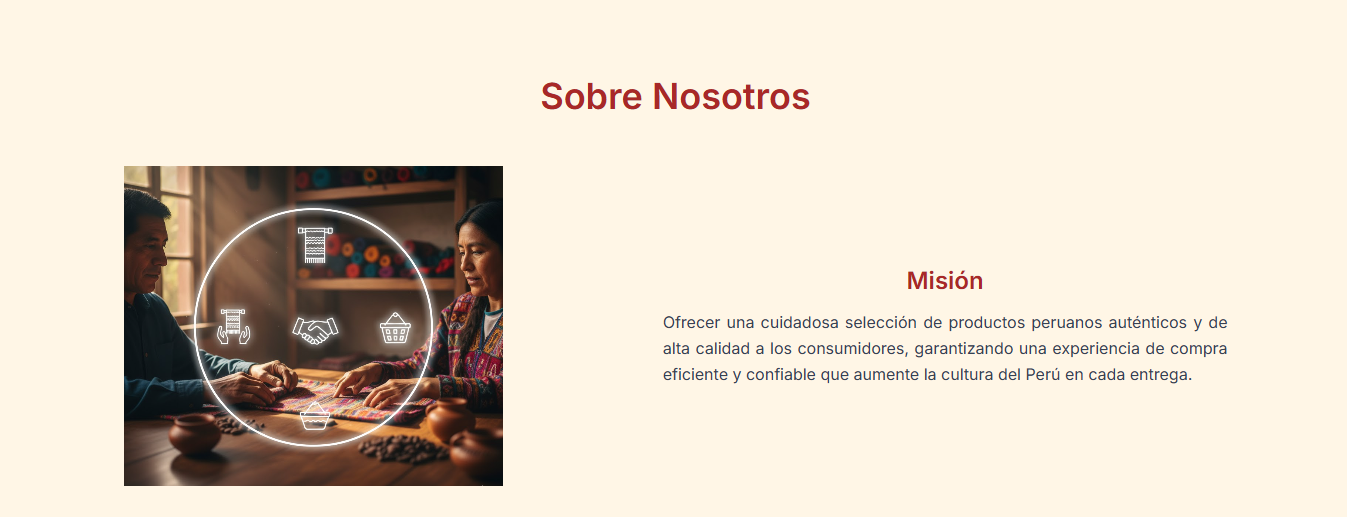 Sobre Nosotros
Misión
Ofrecer una cuidadosa selección de productos peruanos auténticos y de
alta calidad a los consumidores, garantizando una experiencia de compra
eficiente y confiable que aumente la cultura del Perú en cada entrega.